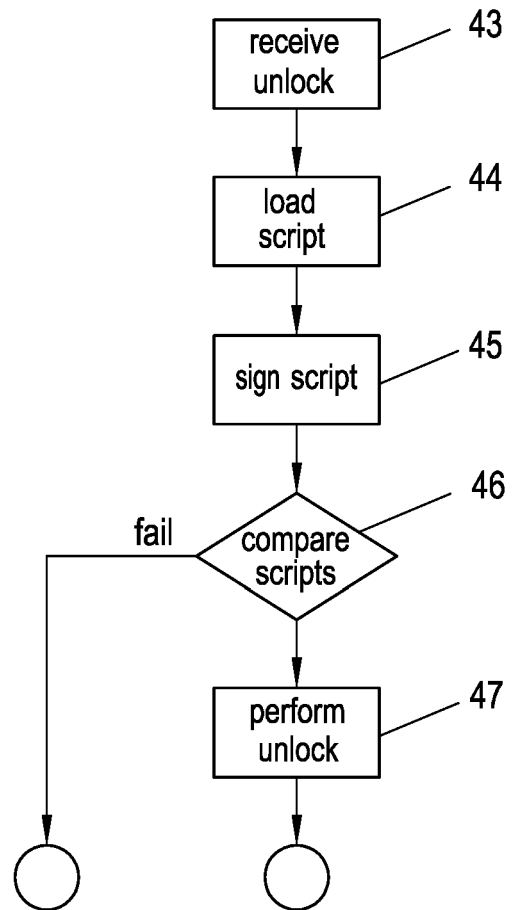 receive
unlock
43
load
script
44
sign script
45
46
fail
compare
scripts
perform
unlock
47